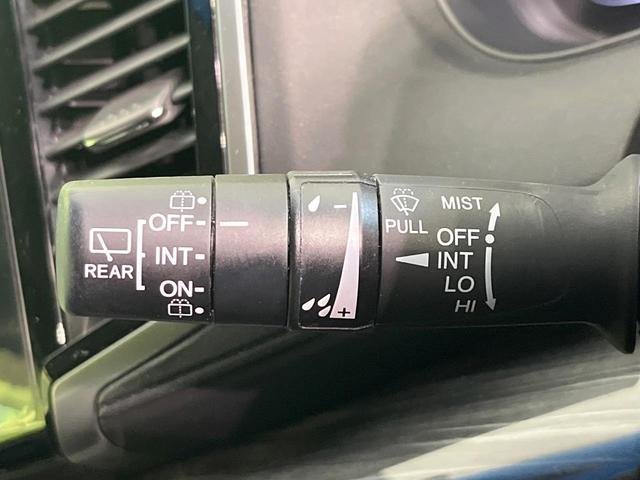 REAR
OFF
INT
ON
−
+
PULL
MIST
OFF
INT
LO
HI